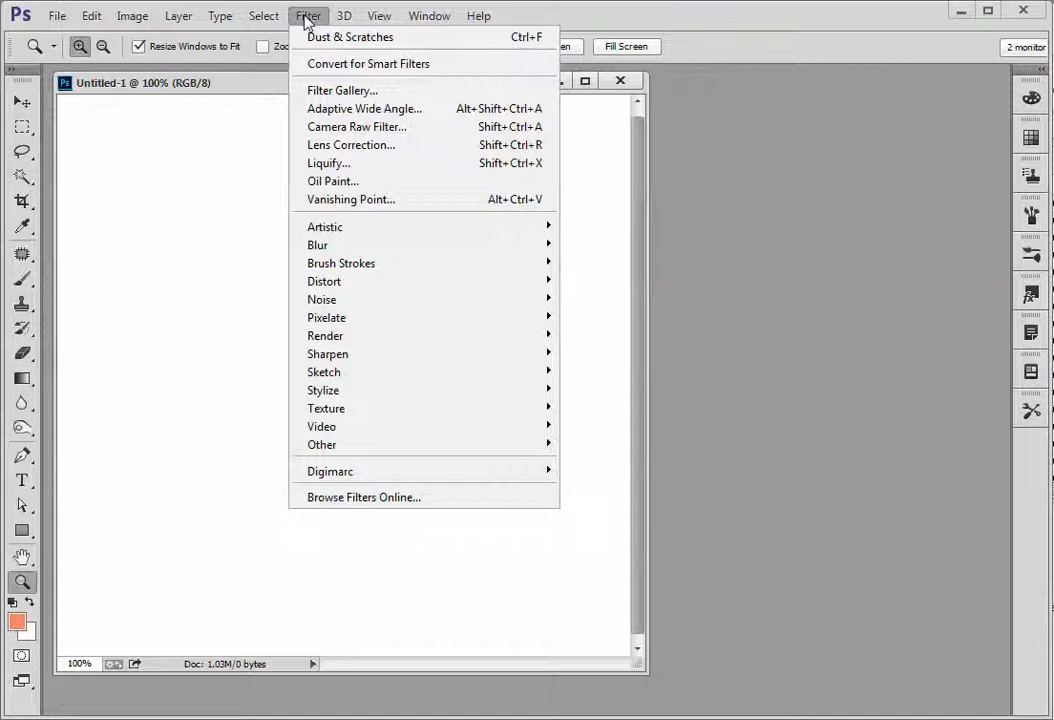 Ps File Edit Image Layer Type Select Filter 3D View Window Help
Resize Windows to Fit Fill Screen 2 monitor
Ps Untitled-1 @ 100% (RGB/8)
Dust & Scratches Ctrl+F
Convert for Smart Filters
Filter Gallery...
Adaptive Wide Angle... Alt+Shift+Ctrl+A
Camera Raw Filter... Shift+Ctrl+A
Lens Correction... Shift+Ctrl+R
Liquify... Shift+Ctrl+X
Oil Paint...
Vanishing Point... Alt+Ctrl+V
Artistic
Blur
Brush Strokes
Distort
Noise
Pixelate
Render
Sharpen
Sketch
Stylize
Texture
Video
Other
Digimarc
Browse Filters Online...
T
100% Doc: 1.03M/0 bytes